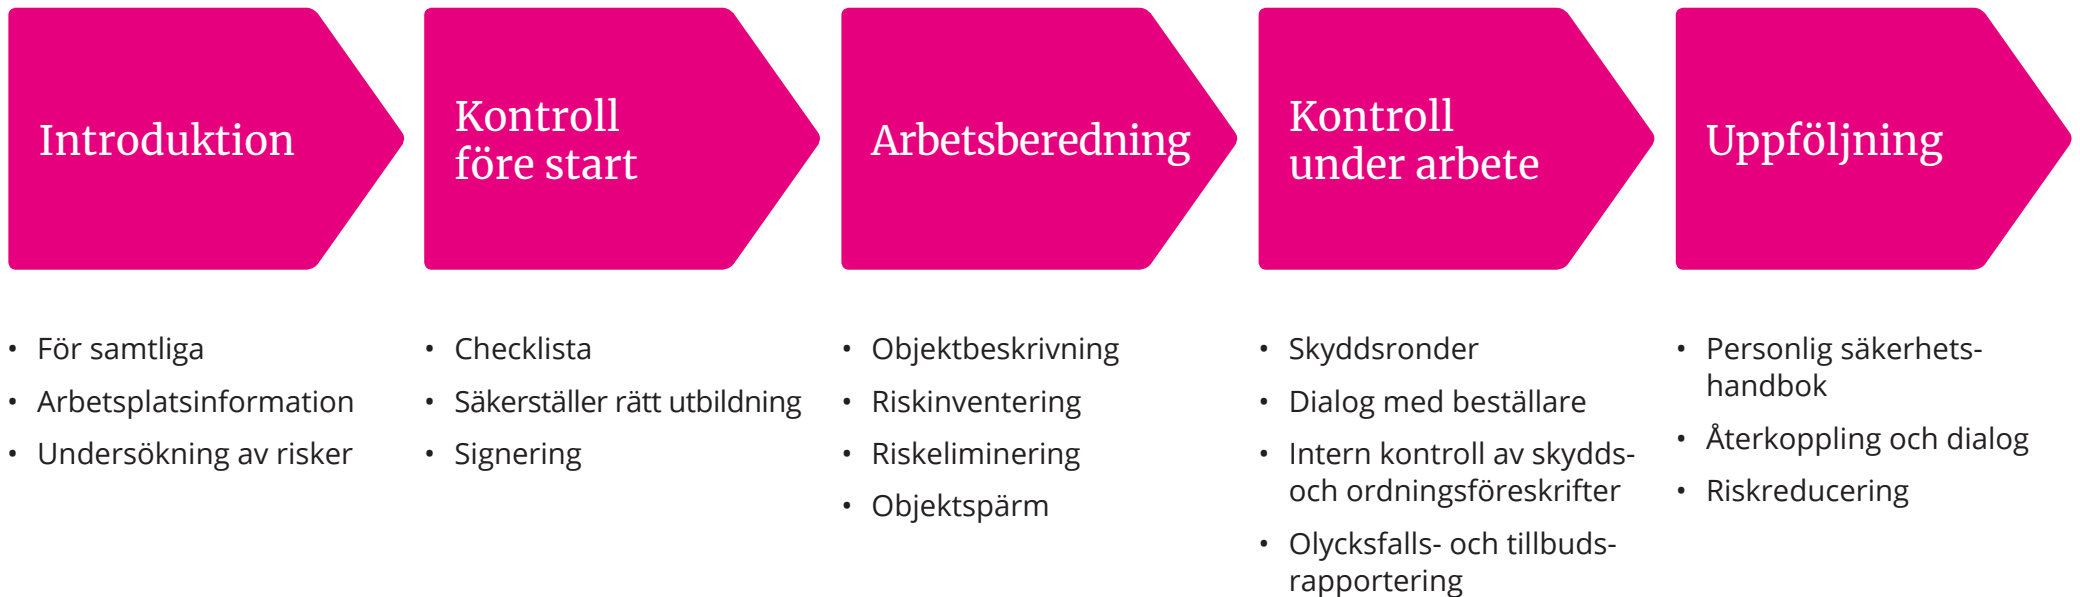 Introduktion
• För samtliga
• Arbetsplatsinformation
• Undersökning av risker
Kontroll
före start
• Checklista
• Säkerställer rätt utbildning
• Signering
Arbetsberedning
• Objektbeskrivning
• Riskinventering
• Riskeliminering
• Objektspärm
Kontroll
under arbete
• Skyddsronder
• Dialog med beställare
• Intern kontroll av skydds-
och ordningsföreskrifter
• Olycksfalls- och tillbuds-
rapportering
Uppföljning
• Personlig säkerhets-
handbok
• Återkoppling och dialog
• Riskreducering